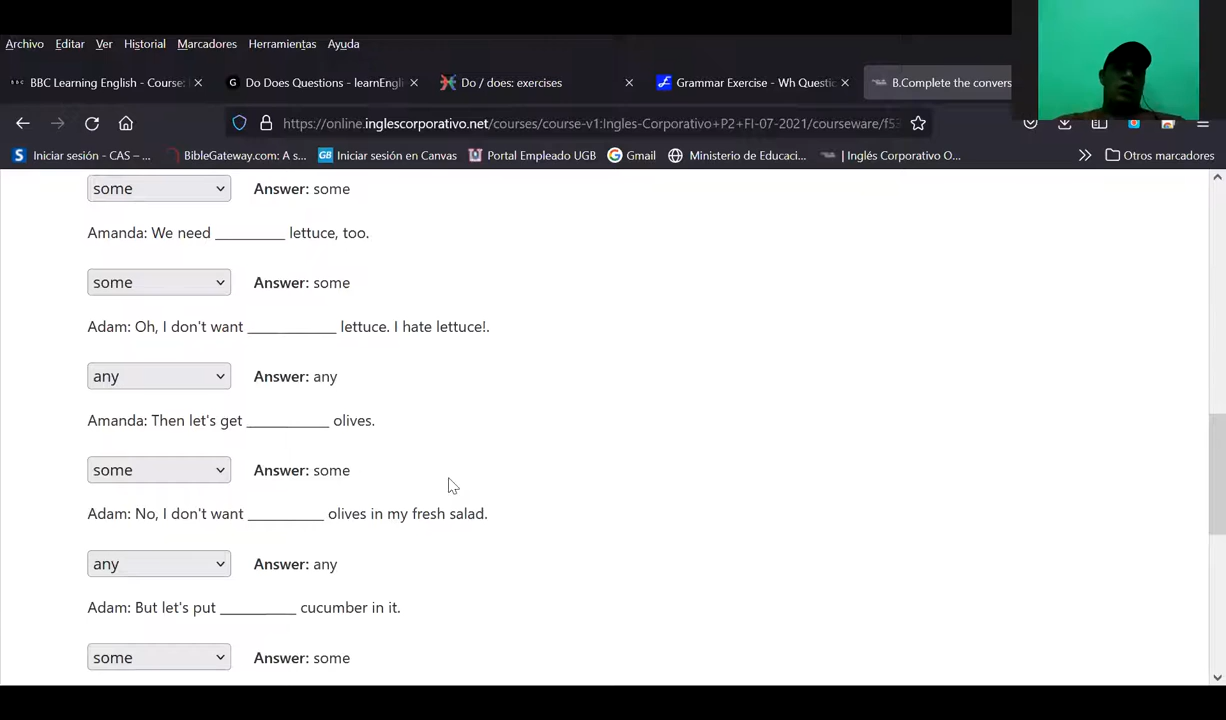 Archivo Editar Ver Historial Marcadores Herramientas Ayuda
BBC Learning English - Course:
Do Does Questions - learnEngli
Do / does: exercises
Grammar Exercise - Wh Questic
B.Complete the convers
https://online.inglescorporativo.net/courses/course-v1:Ingles-Corporativo+P2+FI-07-2021/courseware/f53
Iniciar sesión - CAS – ...
BibleGateway.com: A s...
Iniciar sesión en Canvas
Portal Empleado UGB
Gmail
Ministerio de Educaci...
| Inglés Corporativo O...
Otros marcadores
some Answer: some
Amanda: We need _________ lettuce, too.
some Answer: some
Adam: Oh, I don't want ____________ lettuce. I hate lettuce!.
any Answer: any
Amanda: Then let's get ___________ olives.
some Answer: some
Adam: No, I don't want __________ olives in my fresh salad.
any Answer: any
Adam: But let's put __________ cucumber in it.
some Answer: some